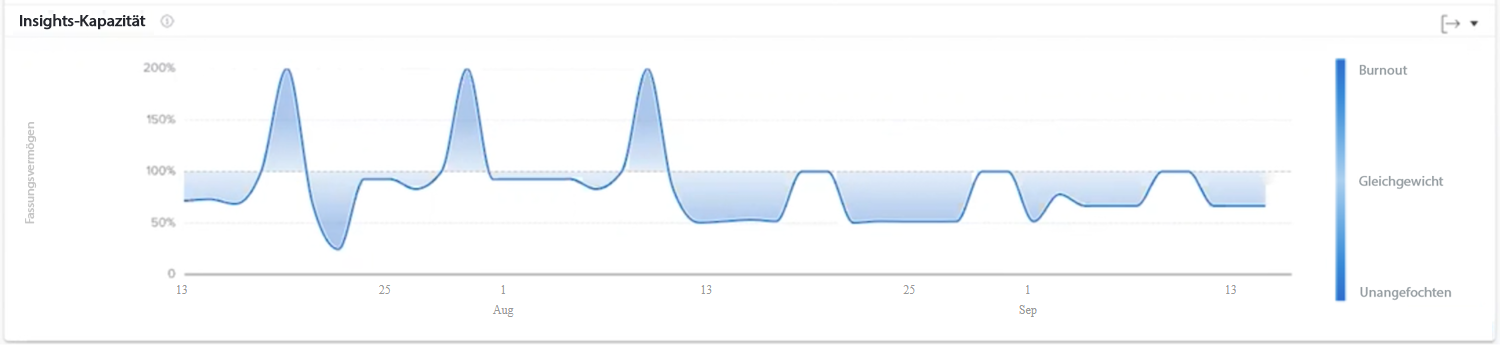 Insights-Kapazität
Fassungsvermögen
200%
150%
100%
50%
0
13 25 1 13 25 1 13
Aug Sep
Burnout
Gleichgewicht
Unangefochten